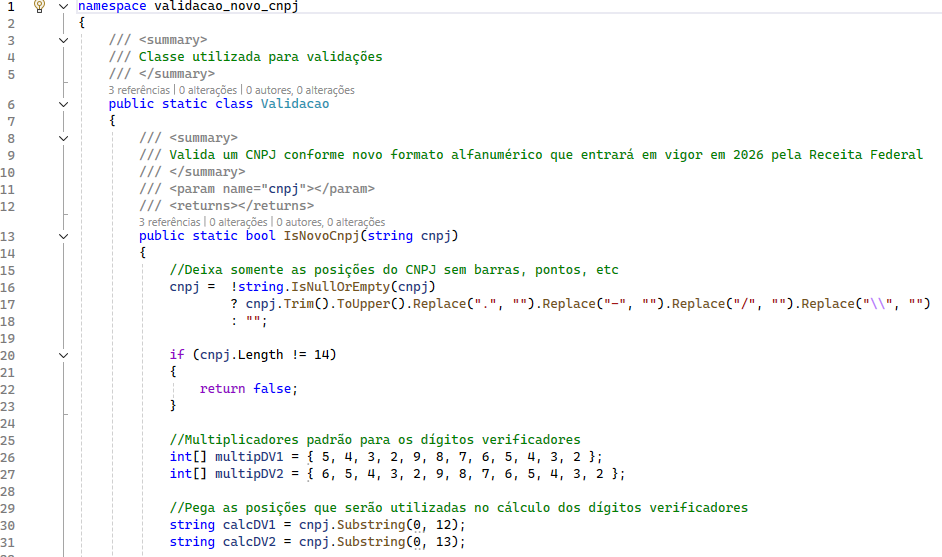 1 namespace validacao_novo_cnpj
2 {
3 /// <summary>
4 /// Classe utilizada para validações
5 /// </summary>
3 referências | 0 alterações | 0 autores, 0 alterações
6 public static class Validacao
7 {
8 /// <summary>
9 /// Valida um CNPJ conforme novo formato alfanumérico que entrará em vigor em 2026 pela Receita Federal
10 /// </summary>
11 /// <param name="cnpj"></param>
12 /// <returns></returns>
3 referências | 0 alterações | 0 autores, 0 alterações
13 public static bool IsNovoCnpj(string cnpj)
14 {
15 //Deixa somente as posições do CNPJ sem barras, pontos, etc
16 cnpj =  !string.IsNullOrEmpty(cnpj)
17 ? cnpj.Trim().ToUpper().Replace(".", "").Replace("-", "").Replace("/", "").Replace("\\", "")
18 : "";
19
20 if (cnpj.Length != 14)
21 {
22 return false;
23 }
24
25 //Multiplicadores padrão para os dígitos verificadores
26 int[] multipDV1 = { 5, 4, 3, 2, 9, 8, 7, 6, 5, 4, 3, 2 };
27 int[] multipDV2 = { 6, 5, 4, 3, 2, 9, 8, 7, 6, 5, 4, 3, 2 };
28
29 //Pega as posições que serão utilizadas no cálculo dos dígitos verificadores
30 string calcDV1 = cnpj.Substring(0, 12);
31 string calcDV2 = cnpj.Substring(0, 13);